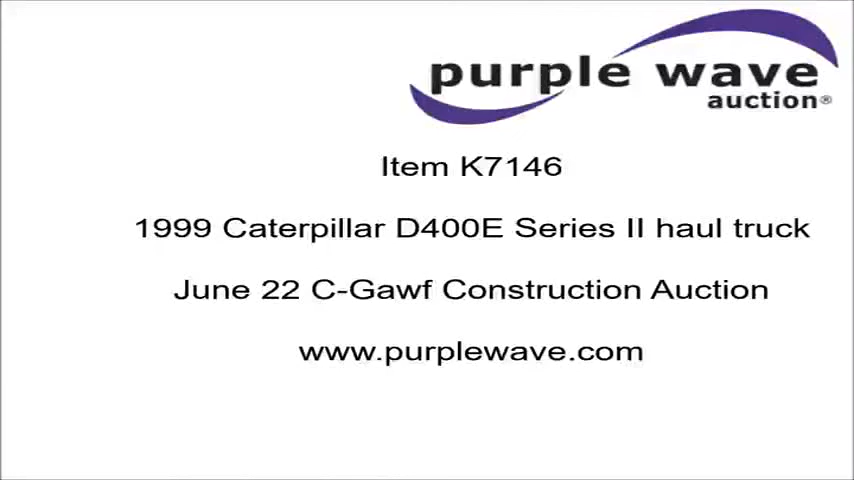 purple wave
auction®
Item K7146
1999 Caterpillar D400E Series II haul truck
June 22 C-Gawf Construction Auction
www.purplewave.com